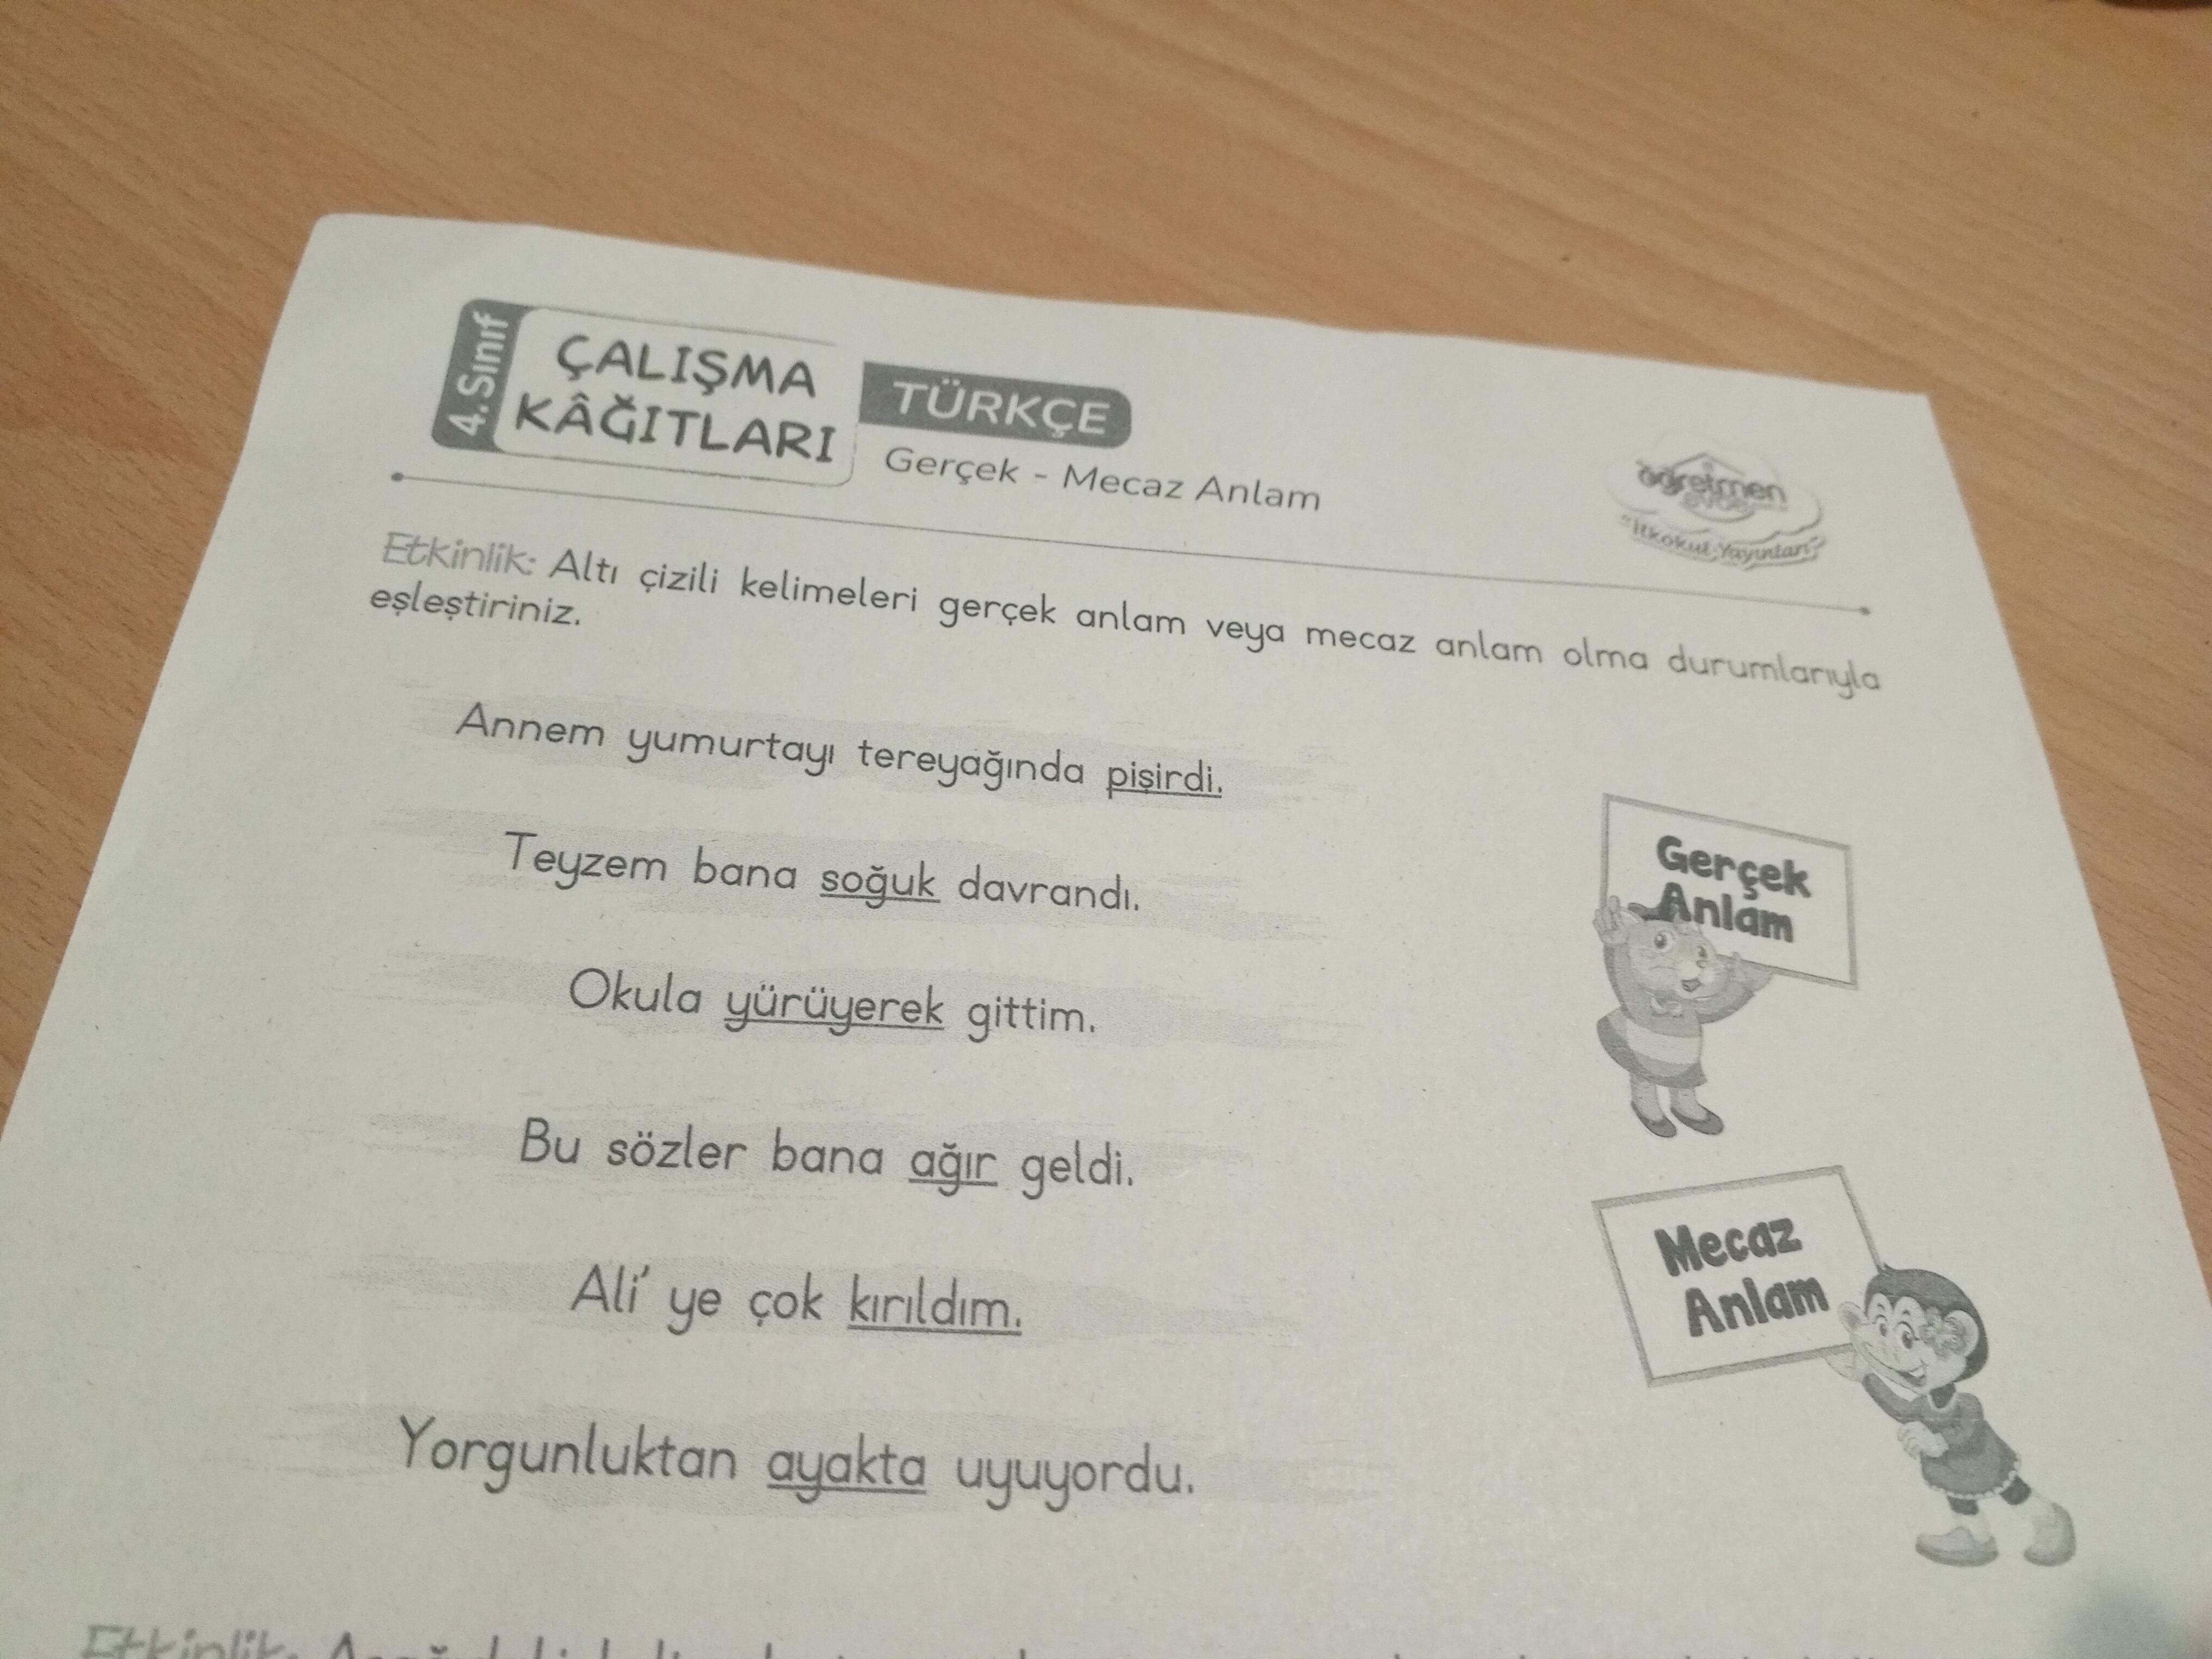 4. Sınıf
ÇALIŞMA
KÂĞITLARI
TÜRKÇE
Gerçek - Mecaz Anlam
öğretmen
"İlkokul Yayınları"
Etkinlik: Altı çizili kelimeleri gerçek anlam veya mecaz anlam olma durumlarıyla
eşleştiriniz.
Annem yumurtayı tereyağında pişirdi.
Teyzem bana soğuk davrandı.
Okula yürüyerek gittim.
Bu sözler bana ağır geldi.
Ali' ye çok kırıldım.
Yorgunluktan ayakta uyuyordu.
Gerçek
Anlam
Mecaz
Anlam
Etkinlik: